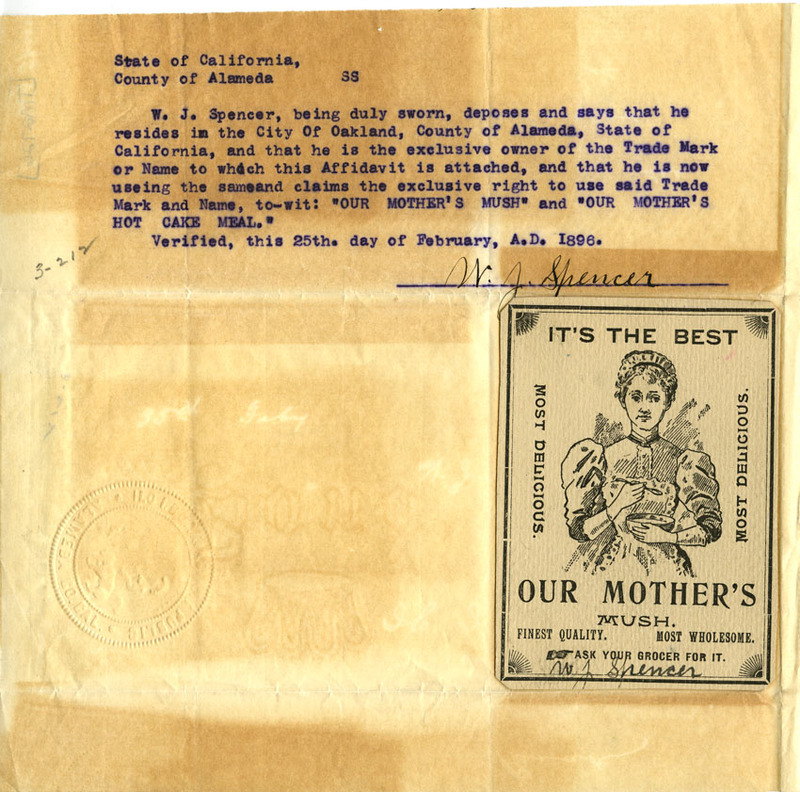 State of California,
County of Alameda SS
W. J. Spencer, being duly sworn, deposes and says that he
resides in the City Of Oakland, County of Alameda, State of
California, and that he is the exclusive owner of the Trade Mark
or Name to which this Affidavit is attached, and that he is now
useing the sameand claims the exclusive right to use said Trade
Mark and Name, to-wit: "OUR MOTHER'S MUSH" and "OUR MOTHER'S
HOT CAKE MEAL."
Verified, this 25th. day of February, A.D. I896.
3-212
W. J. Spencer
IT'S THE BEST
MOST DELICIOUS.
MOST DELICIOUS.
OUR MOTHER'S
MUSH.
FINEST QUALITY. MOST WHOLESOME.
ASK YOUR GROCER FOR IT.
W J Spencer